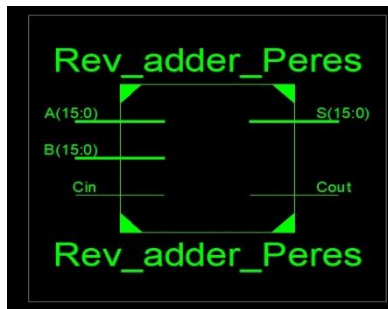 Rev_adder_Peres
A(15:0)
S(15:0)
B(15:0)
Cin
Cout
Rev_adder_Peres